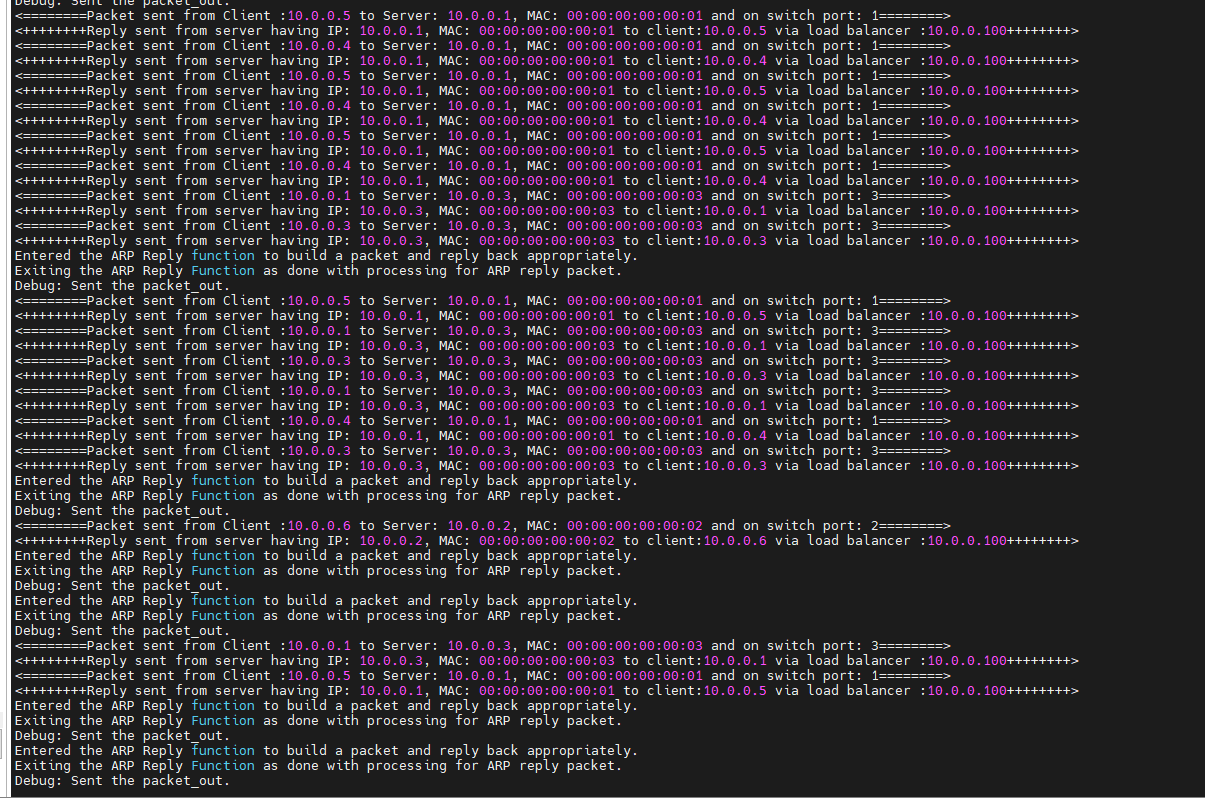 Debug: Sent the packet_out.
<========Packet sent from Client :10.0.0.5 to Server: 10.0.0.1, MAC: 00:00:00:00:00:01 and on switch port: 1========>
<++++++++Reply sent from server having IP: 10.0.0.1, MAC: 00:00:00:00:00:01 to client:10.0.0.5 via load balancer :10.0.0.100++++++++>
<========Packet sent from Client :10.0.0.4 to Server: 10.0.0.1, MAC: 00:00:00:00:00:01 and on switch port: 1========>
<++++++++Reply sent from server having IP: 10.0.0.1, MAC: 00:00:00:00:00:01 to client:10.0.0.4 via load balancer :10.0.0.100++++++++>
<========Packet sent from Client :10.0.0.5 to Server: 10.0.0.1, MAC: 00:00:00:00:00:01 and on switch port: 1========>
<++++++++Reply sent from server having IP: 10.0.0.1, MAC: 00:00:00:00:00:01 to client:10.0.0.5 via load balancer :10.0.0.100++++++++>
<========Packet sent from Client :10.0.0.4 to Server: 10.0.0.1, MAC: 00:00:00:00:00:01 and on switch port: 1========>
<++++++++Reply sent from server having IP: 10.0.0.1, MAC: 00:00:00:00:00:01 to client:10.0.0.4 via load balancer :10.0.0.100++++++++>
<========Packet sent from Client :10.0.0.5 to Server: 10.0.0.1, MAC: 00:00:00:00:00:01 and on switch port: 1========>
<++++++++Reply sent from server having IP: 10.0.0.1, MAC: 00:00:00:00:00:01 to client:10.0.0.5 via load balancer :10.0.0.100++++++++>
<========Packet sent from Client :10.0.0.4 to Server: 10.0.0.1, MAC: 00:00:00:00:00:01 and on switch port: 1========>
<++++++++Reply sent from server having IP: 10.0.0.1, MAC: 00:00:00:00:00:01 to client:10.0.0.4 via load balancer :10.0.0.100++++++++>
<========Packet sent from Client :10.0.0.1 to Server: 10.0.0.3, MAC: 00:00:00:00:00:03 and on switch port: 3========>
<++++++++Reply sent from server having IP: 10.0.0.3, MAC: 00:00:00:00:00:03 to client:10.0.0.1 via load balancer :10.0.0.100++++++++>
<========Packet sent from Client :10.0.0.3 to Server: 10.0.0.3, MAC: 00:00:00:00:00:03 and on switch port: 3========>
<++++++++Reply sent from server having IP: 10.0.0.3, MAC: 00:00:00:00:00:03 to client:10.0.0.3 via load balancer :10.0.0.100++++++++>
Entered the ARP Reply function to build a packet and reply back appropriately.
Exiting the ARP Reply Function as done with processing for ARP reply packet.
Debug: Sent the packet_out.
<========Packet sent from Client :10.0.0.5 to Server: 10.0.0.1, MAC: 00:00:00:00:00:01 and on switch port: 1========>
<++++++++Reply sent from server having IP: 10.0.0.1, MAC: 00:00:00:00:00:01 to client:10.0.0.5 via load balancer :10.0.0.100++++++++>
<========Packet sent from Client :10.0.0.1 to Server: 10.0.0.3, MAC: 00:00:00:00:00:03 and on switch port: 3========>
<++++++++Reply sent from server having IP: 10.0.0.3, MAC: 00:00:00:00:00:03 to client:10.0.0.1 via load balancer :10.0.0.100++++++++>
<========Packet sent from Client :10.0.0.3 to Server: 10.0.0.3, MAC: 00:00:00:00:00:03 and on switch port: 3========>
<++++++++Reply sent from server having IP: 10.0.0.3, MAC: 00:00:00:00:00:03 to client:10.0.0.3 via load balancer :10.0.0.100++++++++>
<========Packet sent from Client :10.0.0.1 to Server: 10.0.0.3, MAC: 00:00:00:00:00:03 and on switch port: 3========>
<++++++++Reply sent from server having IP: 10.0.0.3, MAC: 00:00:00:00:00:03 to client:10.0.0.1 via load balancer :10.0.0.100++++++++>
<========Packet sent from Client :10.0.0.4 to Server: 10.0.0.1, MAC: 00:00:00:00:00:01 and on switch port: 1========>
<++++++++Reply sent from server having IP: 10.0.0.1, MAC: 00:00:00:00:00:01 to client:10.0.0.4 via load balancer :10.0.0.100++++++++>
<========Packet sent from Client :10.0.0.3 to Server: 10.0.0.3, MAC: 00:00:00:00:00:03 and on switch port: 3========>
<++++++++Reply sent from server having IP: 10.0.0.3, MAC: 00:00:00:00:00:03 to client:10.0.0.3 via load balancer :10.0.0.100++++++++>
Entered the ARP Reply function to build a packet and reply back appropriately.
Exiting the ARP Reply Function as done with processing for ARP reply packet.
Debug: Sent the packet_out.
<========Packet sent from Client :10.0.0.6 to Server: 10.0.0.2, MAC: 00:00:00:00:00:02 and on switch port: 2========>
<++++++++Reply sent from server having IP: 10.0.0.2, MAC: 00:00:00:00:00:02 to client:10.0.0.6 via load balancer :10.0.0.100++++++++>
Entered the ARP Reply function to build a packet and reply back appropriately.
Exiting the ARP Reply Function as done with processing for ARP reply packet.
Debug: Sent the packet_out.
Entered the ARP Reply function to build a packet and reply back appropriately.
Exiting the ARP Reply Function as done with processing for ARP reply packet.
Debug: Sent the packet_out.
<========Packet sent from Client :10.0.0.1 to Server: 10.0.0.3, MAC: 00:00:00:00:00:03 and on switch port: 3========>
<++++++++Reply sent from server having IP: 10.0.0.3, MAC: 00:00:00:00:00:03 to client:10.0.0.1 via load balancer :10.0.0.100++++++++>
<========Packet sent from Client :10.0.0.5 to Server: 10.0.0.1, MAC: 00:00:00:00:00:01 and on switch port: 1========>
<++++++++Reply sent from server having IP: 10.0.0.1, MAC: 00:00:00:00:00:01 to client:10.0.0.5 via load balancer :10.0.0.100++++++++>
Entered the ARP Reply function to build a packet and reply back appropriately.
Exiting the ARP Reply Function as done with processing for ARP reply packet.
Debug: Sent the packet_out.
Entered the ARP Reply function to build a packet and reply back appropriately.
Exiting the ARP Reply Function as done with processing for ARP reply packet.
Debug: Sent the packet_out.